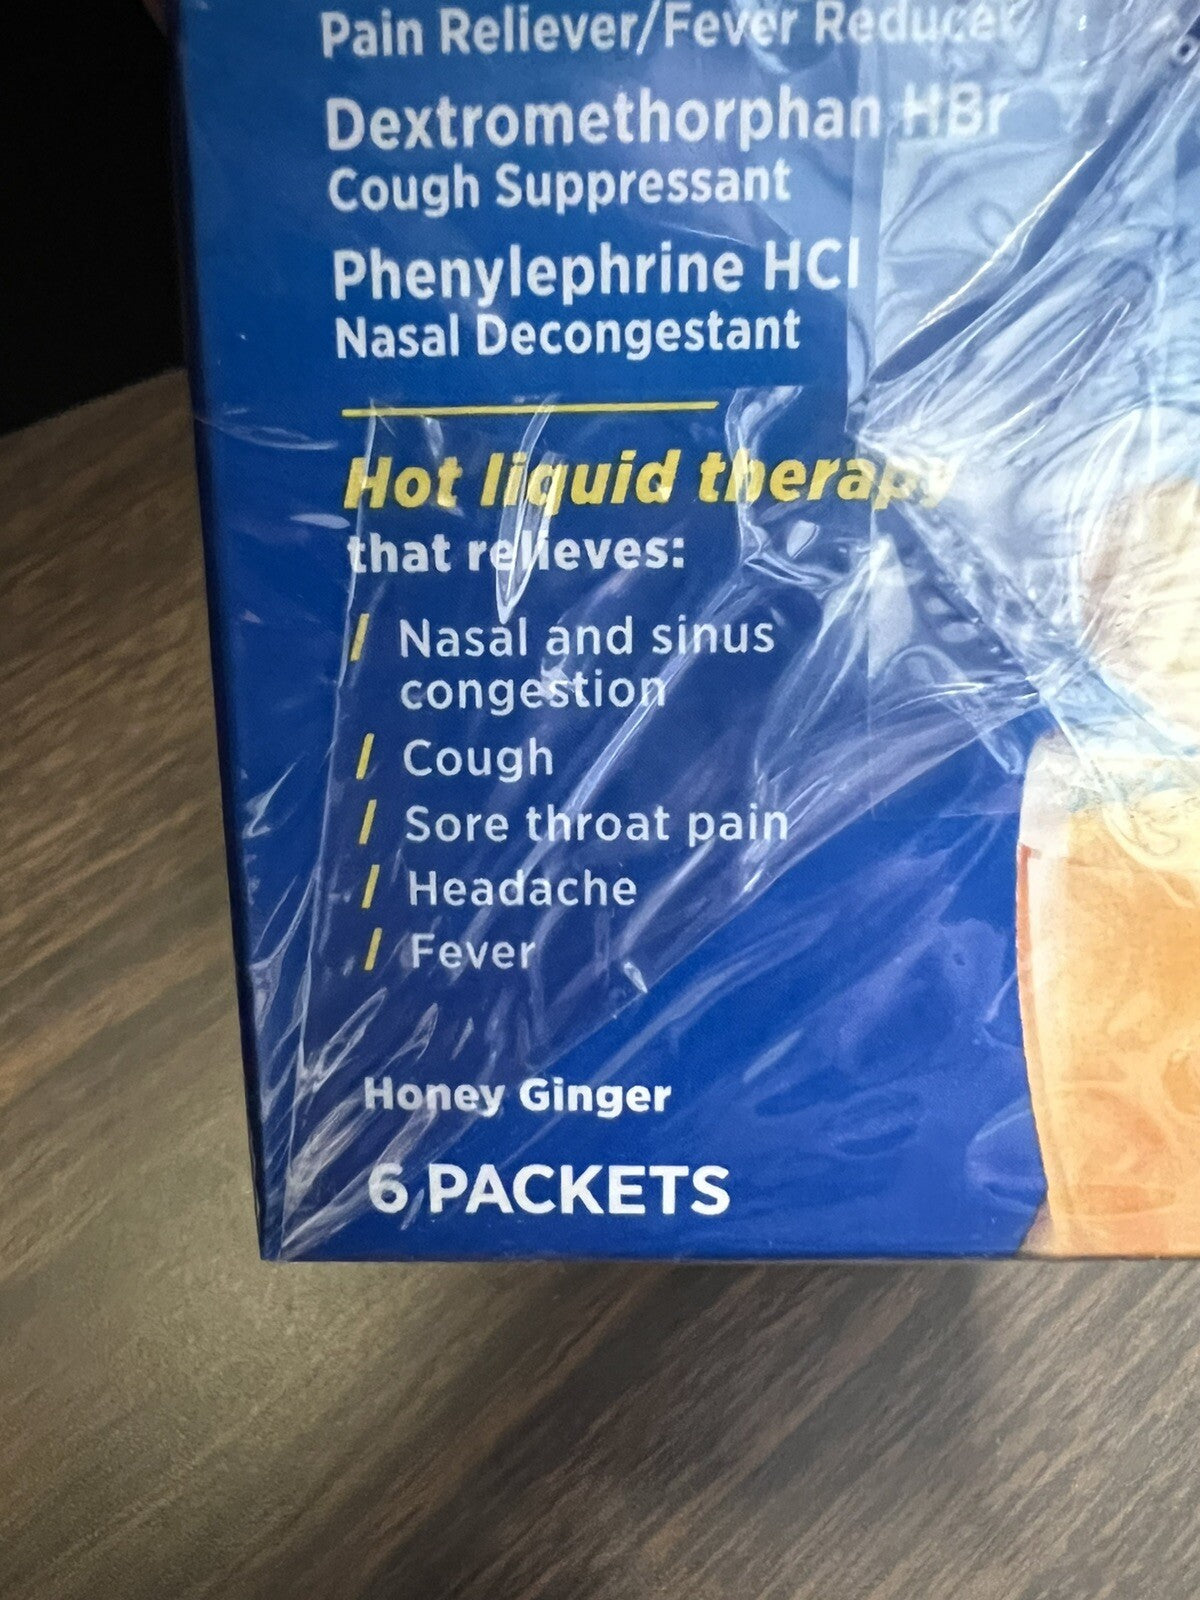 Pain Reliever/Fever Reducer
Dextromethorphan HBr
Cough Suppressant
Phenylephrine HCl
Nasal Decongestant
Hot liquid therapy
that relieves:
/ Nasal and sinus
congestion
/ Cough
/ Sore throat pain
/ Headache
/ Fever
Honey Ginger
6 PACKETS